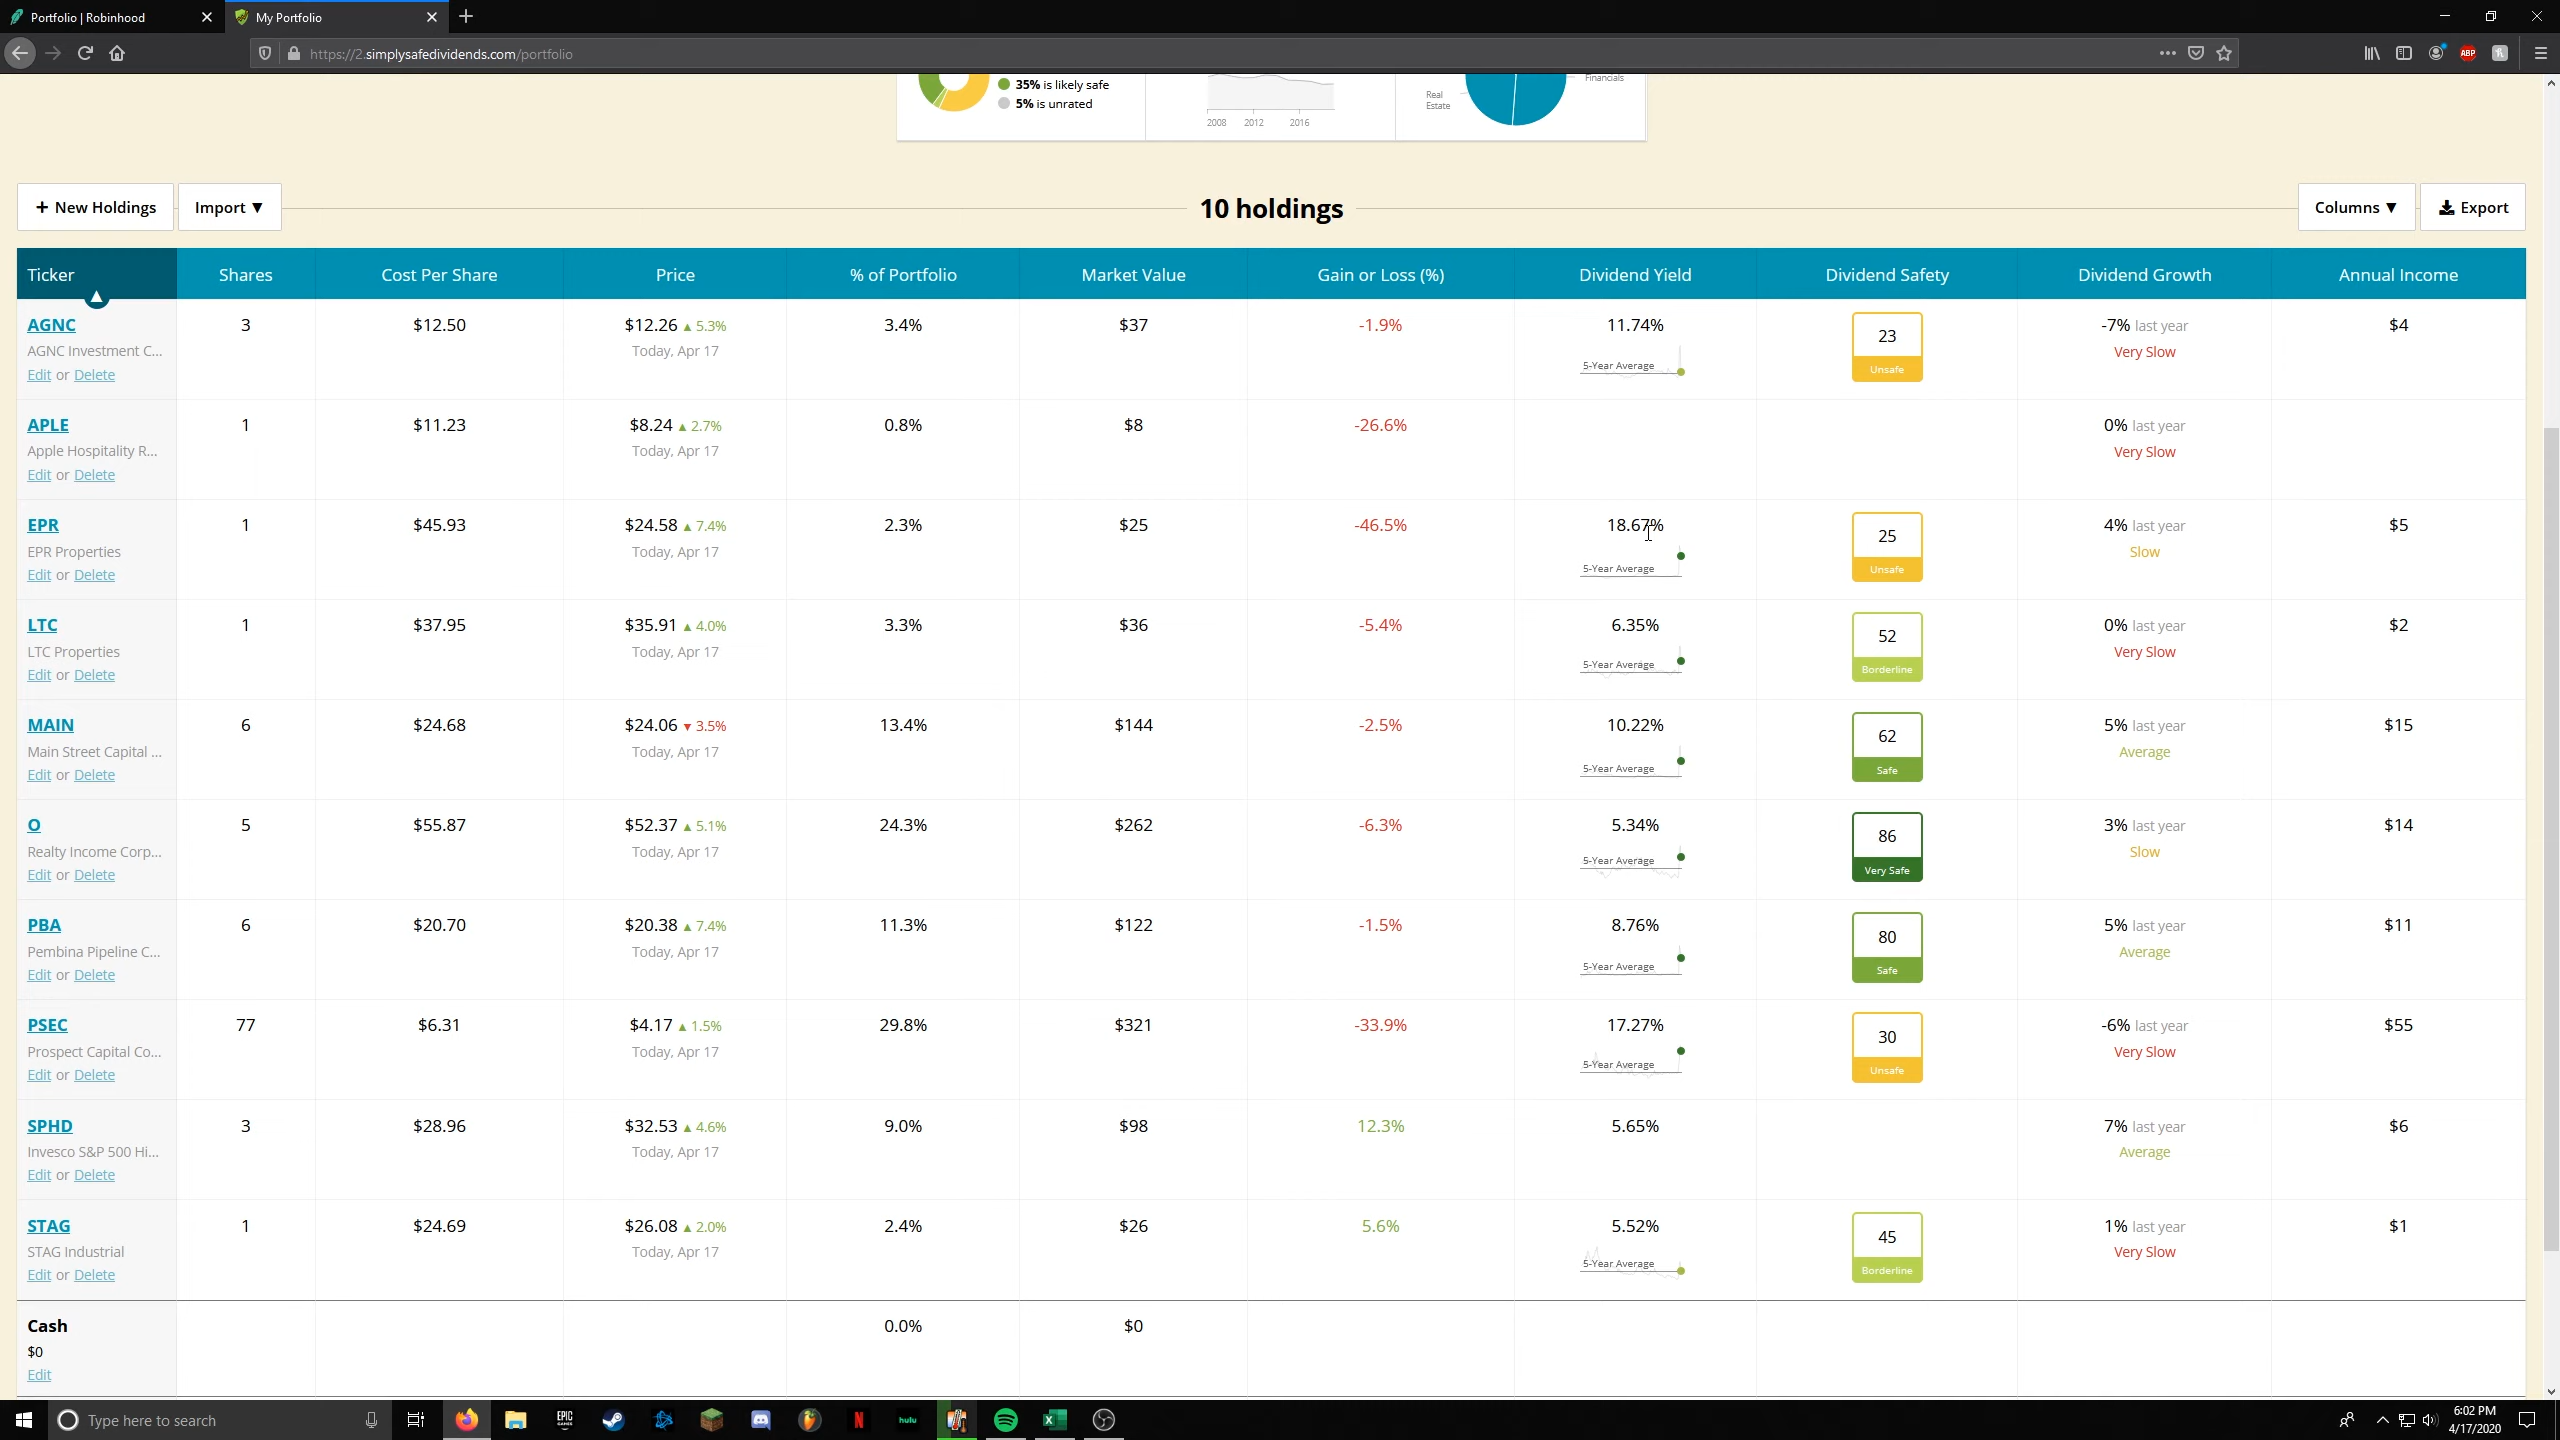 Portfolio | Robinhood
My Portfolio
https://2.simplysafedividends.com/portfolio
ABP
35% is likely safe
5% is unrated
2008 2012 2016
Real
Estate
Financials
+ New Holdings
Import ▼
10 holdings
Columns ▼
Export
Ticker Shares Cost Per Share Price % of Portfolio Market Value Gain or Loss (%) Dividend Yield Dividend Safety Dividend Growth Annual Income
▲
AGNC 3 $12.50 $12.26 ▲ 5.3% 3.4% $37 -1.9% 11.74% 23 -7% last year $4
AGNC Investment C... Today, Apr 17 5-Year Average Unsafe Very Slow
Edit or Delete
APLE 1 $11.23 $8.24 ▲ 2.7% 0.8% $8 -26.6% 0% last year
Apple Hospitality R... Today, Apr 17 Very Slow
Edit or Delete
EPR 1 $45.93 $24.58 ▲ 7.4% 2.3% $25 -46.5% 18.67% 25 4% last year $5
EPR Properties Today, Apr 17 5-Year Average Unsafe Slow
Edit or Delete
LTC 1 $37.95 $35.91 ▲ 4.0% 3.3% $36 -5.4% 6.35% 52 0% last year $2
LTC Properties Today, Apr 17 5-Year Average Borderline Very Slow
Edit or Delete
MAIN 6 $24.68 $24.06 ▼ 3.5% 13.4% $144 -2.5% 10.22% 62 5% last year $15
Main Street Capital ... Today, Apr 17 5-Year Average Safe Average
Edit or Delete
O 5 $55.87 $52.37 ▲ 5.1% 24.3% $262 -6.3% 5.34% 86 3% last year $14
Realty Income Corp... Today, Apr 17 5-Year Average Very Safe Slow
Edit or Delete
PBA 6 $20.70 $20.38 ▲ 7.4% 11.3% $122 -1.5% 8.76% 80 5% last year $11
Pembina Pipeline C... Today, Apr 17 5-Year Average Safe Average
Edit or Delete
PSEC 77 $6.31 $4.17 ▲ 1.5% 29.8% $321 -33.9% 17.27% 30 -6% last year $55
Prospect Capital Co... Today, Apr 17 5-Year Average Unsafe Very Slow
Edit or Delete
SPHD 3 $28.96 $32.53 ▲ 4.6% 9.0% $98 12.3% 5.65% 7% last year $6
Invesco S&P 500 Hi... Today, Apr 17 Average
Edit or Delete
STAG 1 $24.69 $26.08 ▲ 2.0% 2.4% $26 5.6% 5.52% 45 1% last year $1
STAG Industrial Today, Apr 17 5-Year Average Borderline Very Slow
Edit or Delete
Cash 0.0% $0
$0
Edit
Type here to search
EPIC
GAMES
N
hulu
6:02 PM
4/17/2020